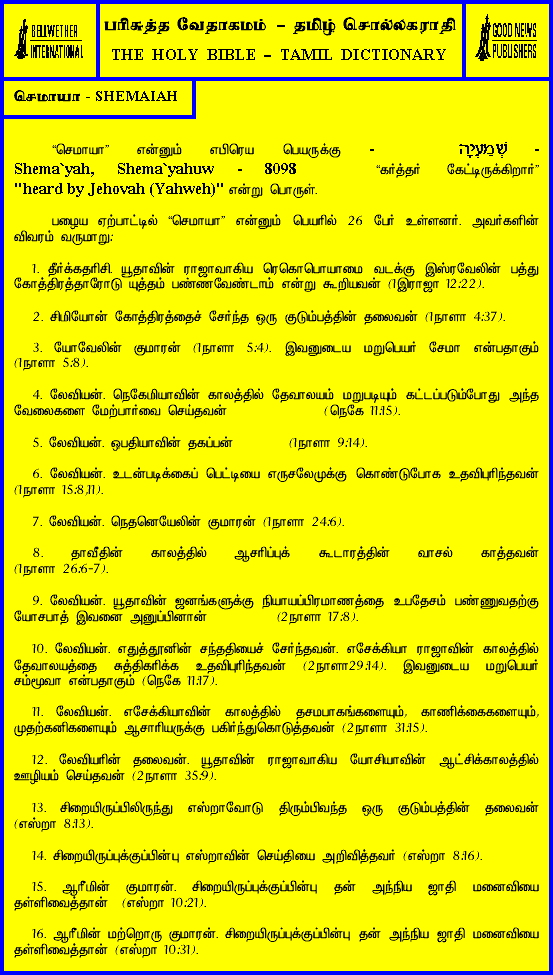 BELLWETHER
INTERNATIONAL
பரிசுத்த வேதாகமம் – தமிழ் சொல்லகராதி
THE HOLY BIBLE – TAMIL DICTIONARY
GOOD NEWS
PUBLISHERS
செமாயா - SHEMAIAH
“செமாயா” என்னும் எபிரெய பெயருக்கு - שְׁמַעְיָה -
Shema`yah, Shema`yahuw - 8098 “கர்த்தர் கேட்டிருக்கிறார்”
"heard by Jehovah (Yahweh)" என்று பொருள்.
பழைய ஏற்பாட்டில் “செமாயா” என்னும் பெயரில் 26 பேர் உள்ளனர். அவர்களின்
விவரம் வருமாறு:
1. தீர்க்கதரிசி. யூதாவின் ராஜாவாகிய ரெகொபொயாமை வடக்கு இஸ்ரவேலின் பத்து
கோத்திரத்தாரோடு யுத்தம் பண்ணவேண்டாம் என்று கூறியவன் (1இராஜா 12:22).
2. சிமியோன் கோத்திரத்தைச் சேர்ந்த ஒரு குடும்பத்தின் தலைவன் (1நாளா 4:37).
3. யோவேலின் குமாரன் (1நாளா 5:4). இவனுடைய மறுபெயர் சேமா என்பதாகும்
(1நாளா 5:8).
4. லேவியன். நெகேமியாவின் காலத்தில் தேவாலயம் மறுபடியும் கட்டப்படும்போது அந்த
வேலைகளை மேற்பார்வை செய்தவன் (நெகே 11:15).
5. லேவியன். ஒபதியாவின் தகப்பன் (1நாளா 9:14).
6. லேவியன். உடன்படிக்கைப் பெட்டியை எருசலேமுக்கு கொண்டுபோக உதவிபுரிந்தவன்
(1நாளா 15:8,11).
7. லேவியன். நெதனெயேலின் குமாரன் (1நாளா 24:6).
8. தாவீதின் காலத்தில் ஆசரிப்புக் கூடாரத்தின் வாசல் காத்தவன்
(1நாளா 26:6-7).
9. லேவியன். யூதாவின் ஜனங்களுக்கு நியாயப்பிரமாணத்தை உபதேசம் பண்ணுவதற்கு
யோசபாத் இவனை அனுப்பினான் (2நாளா 17:8).
10. லேவியன். எதுத்தூனின் சந்ததியைச் சேர்ந்தவன். எசேக்கியா ராஜாவின் காலத்தில்
தேவாலயத்தை சுத்திகரிக்க உதவிபுரிந்தவன் (2நாளா29:14). இவனுடைய மறுபெயர்
சம்மூவா என்பதாகும் (நெகே 11:17).
11. லேவியன். எசேக்கியாவின் காலத்தில் தசமபாகங்களையும், காணிக்கைகளையும்,
முதற்கனிகளையும் ஆசாரியருக்கு பகிர்ந்துகொடுத்தவன் (2நாளா 31:15).
12. லேவியரின் தலைவன். யூதாவின் ராஜாவாகிய யோசியாவின் ஆட்சிக்காலத்தில்
ஊழியம் செய்தவன் (2நாளா 35:9).
13. சிறையிருப்பிலிருந்து எஸ்றாவோடு திரும்பிவந்த ஒரு குடும்பத்தின் தலைவன்
(எஸ்றா 8:13).
14. சிறையிருப்புக்குப்பின்பு எஸ்றாவின் செய்தியை அறிவித்தவர் (எஸ்றா 8:16).
15. ஆரீமின் குமாரன். சிறையிருப்புக்குப்பின்பு தன் அந்நிய ஜாதி மனைவியை
தள்ளிவைத்தான் (எஸ்றா 10:21).
16. ஆரீமின் மற்றொரு குமாரன். சிறையிருப்புக்குப்பின்பு தன் அந்நிய ஜாதி மனைவியை
தள்ளிவைத்தான் (எஸ்றா 10:31).